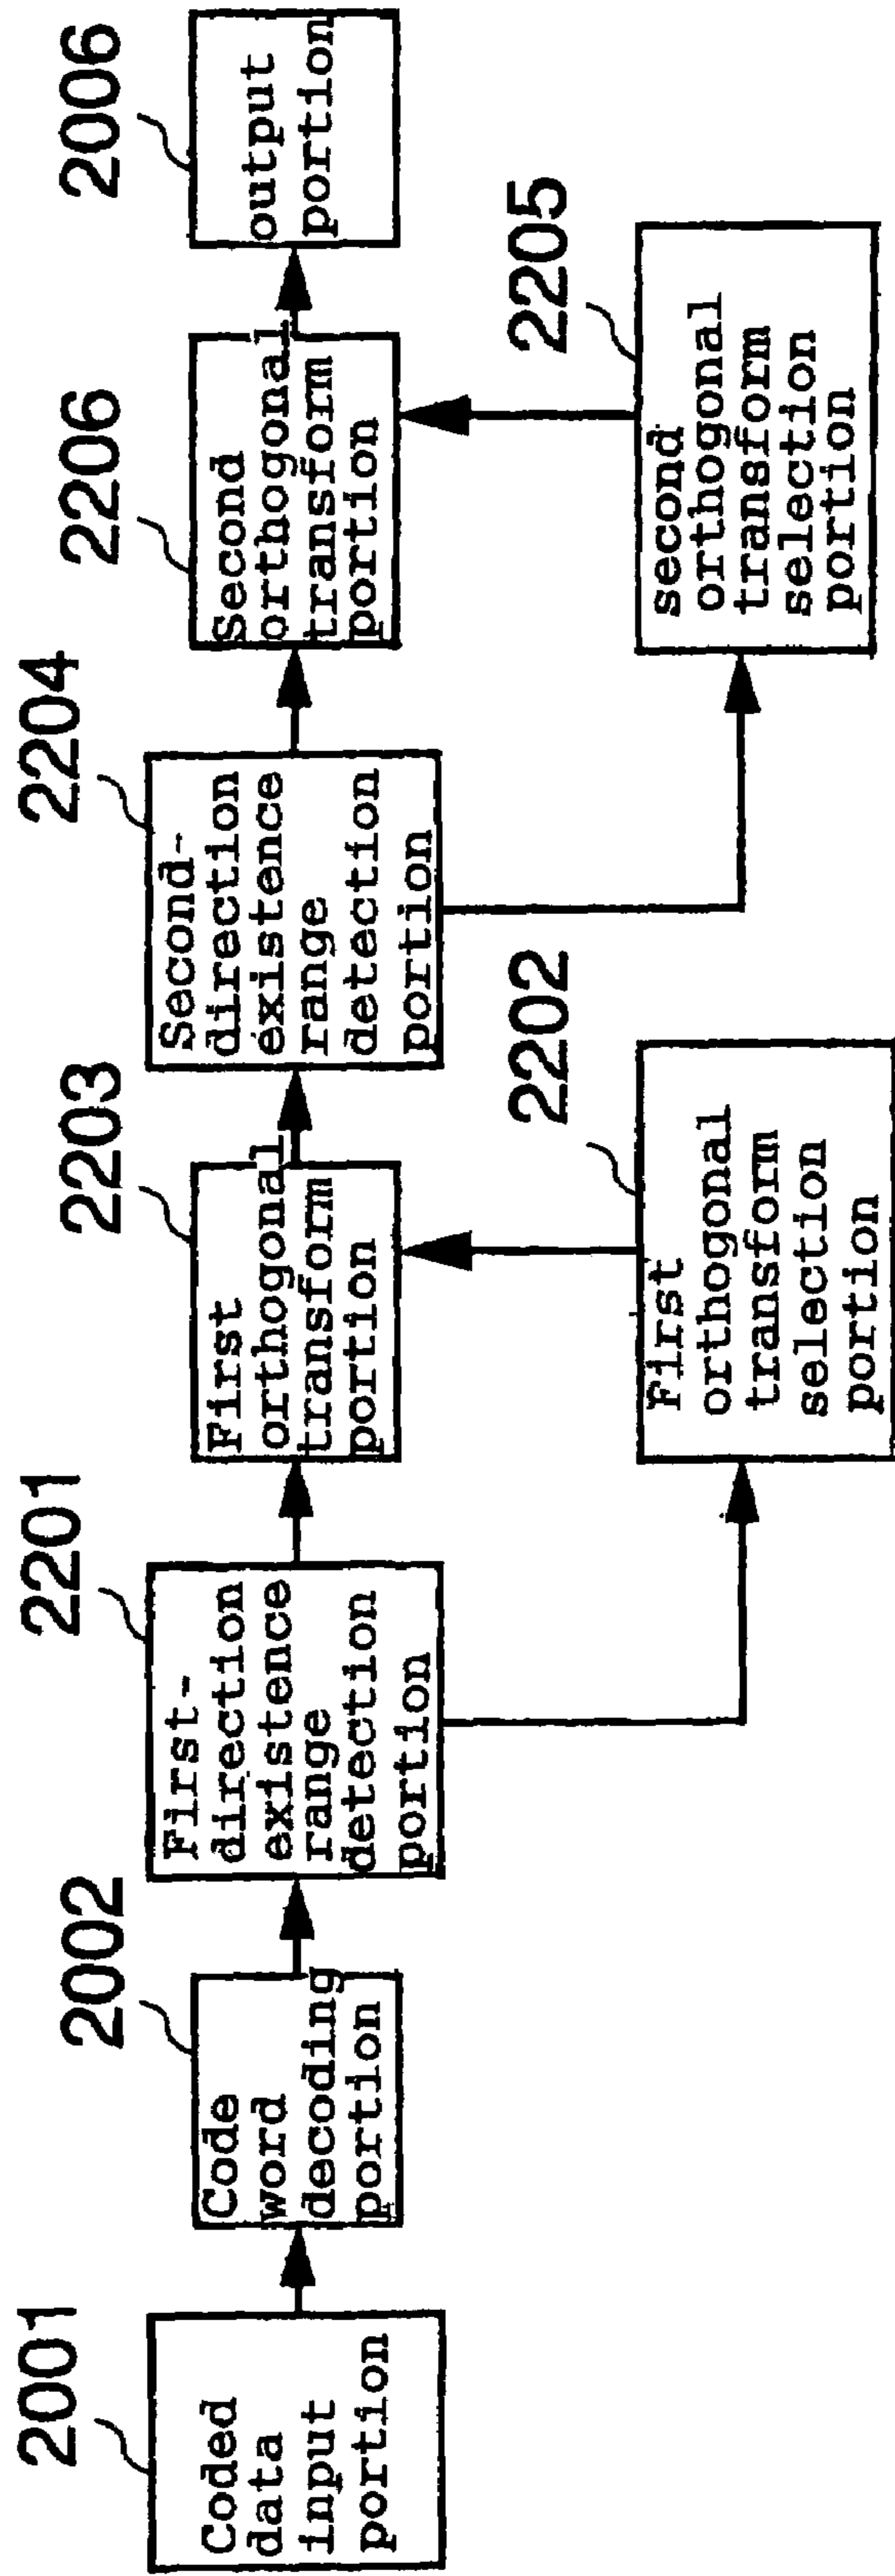 2001
Coded
data
input
portion
2002
Code
word
decoding
portion
2201
First-
direction
existence
range
detection
portion
2203
First
orthogonal
transform
portion
2204
Second-
direction
existence
range
detection
portion
2206
Second
orthogonal
transform
portion
2006
output
portion
2202
First
orthogonal
transform
selection
portion
2205
second
orthogonal
transform
selection
portion